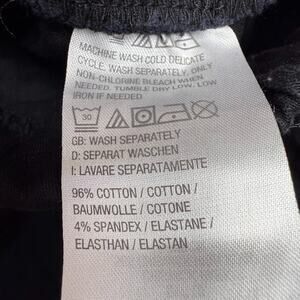 MACHINE WASH COLD DELICATE
CYCLE. WASH SEPARATELY, ONLY
NON-CHLORINE BLEACH WHEN
NEEDED. TUMBLE DRY LOW. LOW
IRON IF NEEDED
30
GB: WASH SEPARATELY
D: SEPARAT WASCHEN
I: LAVARE SEPARATAMENTE
96% COTTON / COTTON /
BAUMWOLLE / COTONE
4% SPANDEX / ELASTANE /
ELASTHAN / ELASTAN